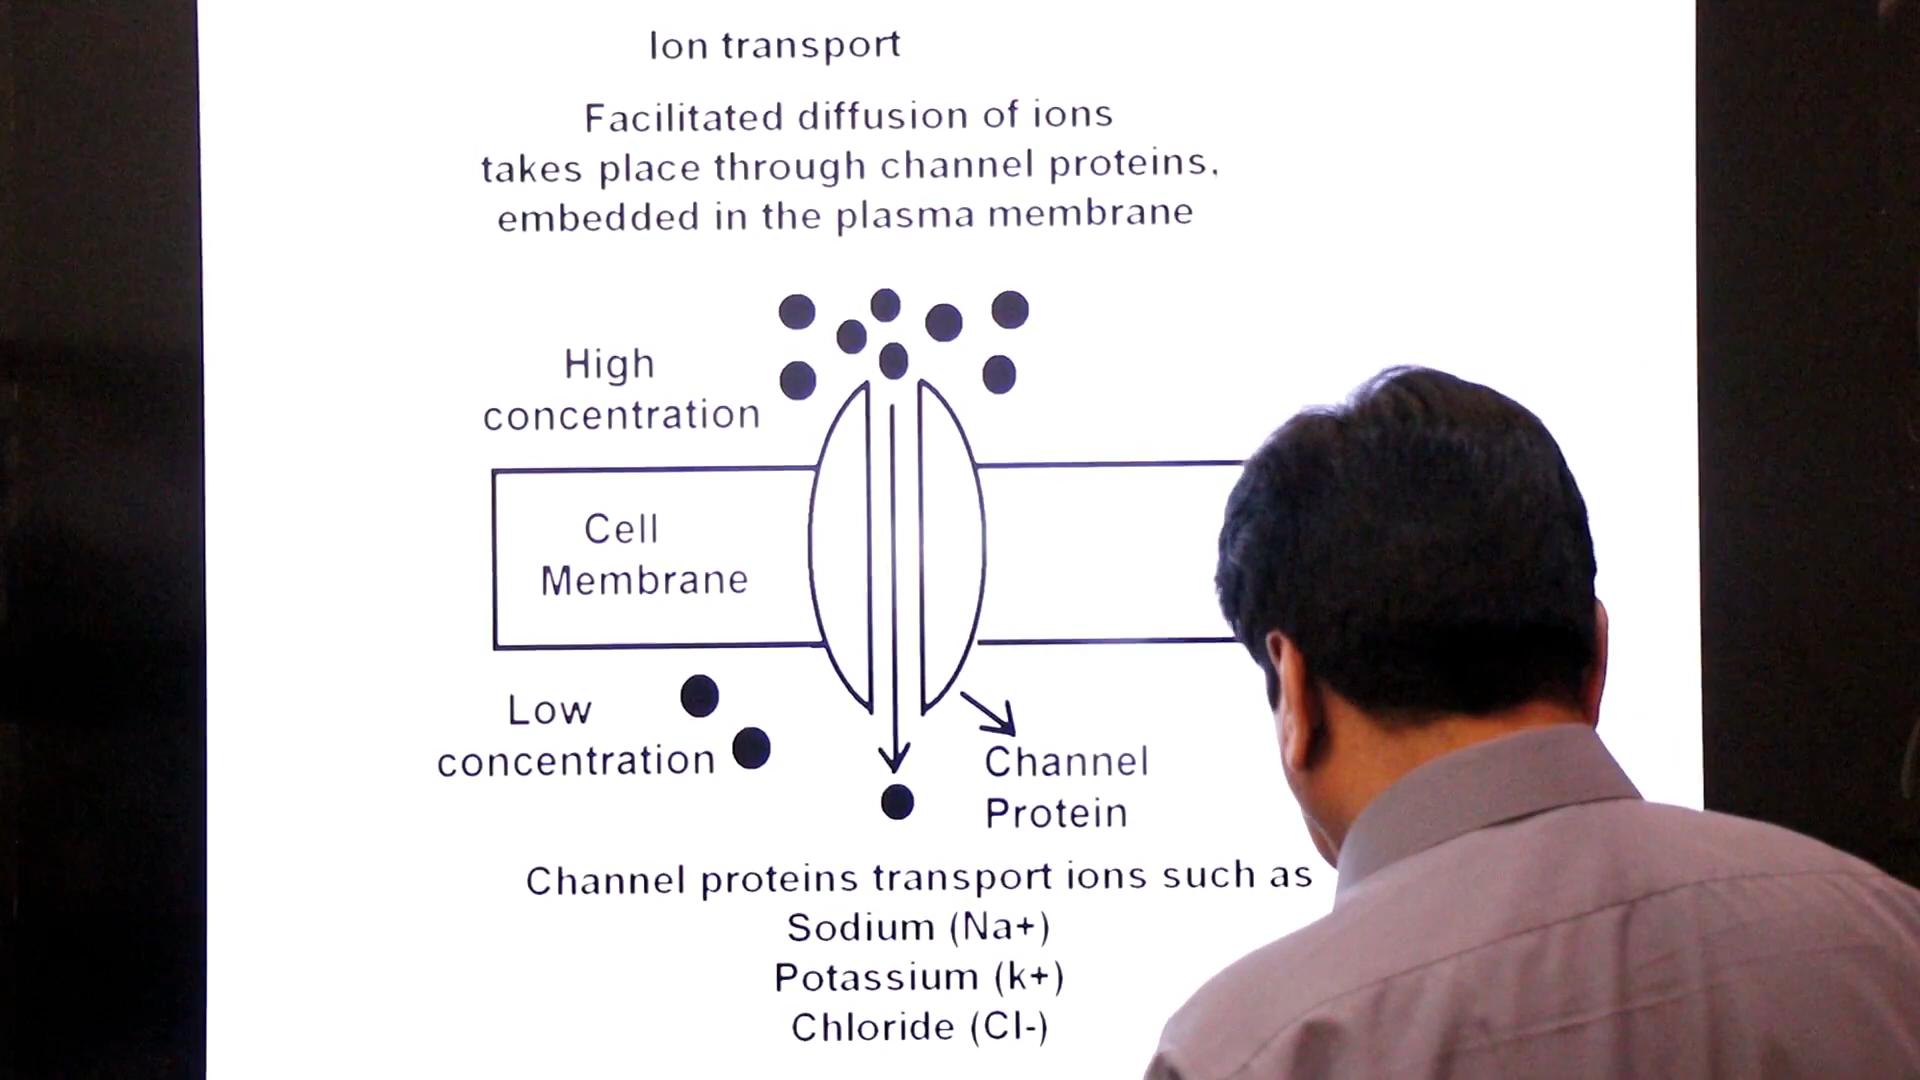 Ion transport
Facilitated diffusion of ions
takes place through channel proteins,
embedded in the plasma membrane
High
concentration
Cell
Membrane
Low
concentration
Channel
Protein
Channel proteins transport ions such as
Sodium (Na+)
Potassium (k+)
Chloride (Cl-)